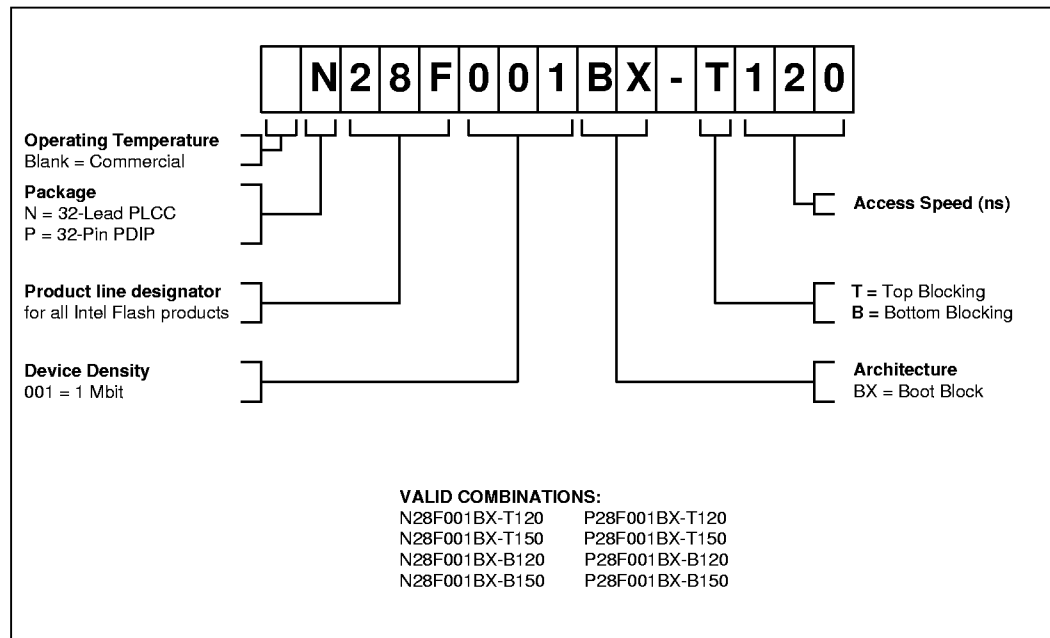 N28F001BX-T120
Operating Temperature
Blank = Commercial
Package
N = 32-Lead PLCC
P = 32-Pin PDIP
Product line designator
for all Intel Flash products
Device Density
001 = 1 Mbit
Access Speed (ns)
T = Top Blocking
B = Bottom Blocking
Architecture
BX = Boot Block
VALID COMBINATIONS:
N28F001BX-T120 P28F001BX-T120
N28F001BX-T150 P28F001BX-T150
N28F001BX-B120 P28F001BX-B120
N28F001BX-B150 P28F001BX-B150